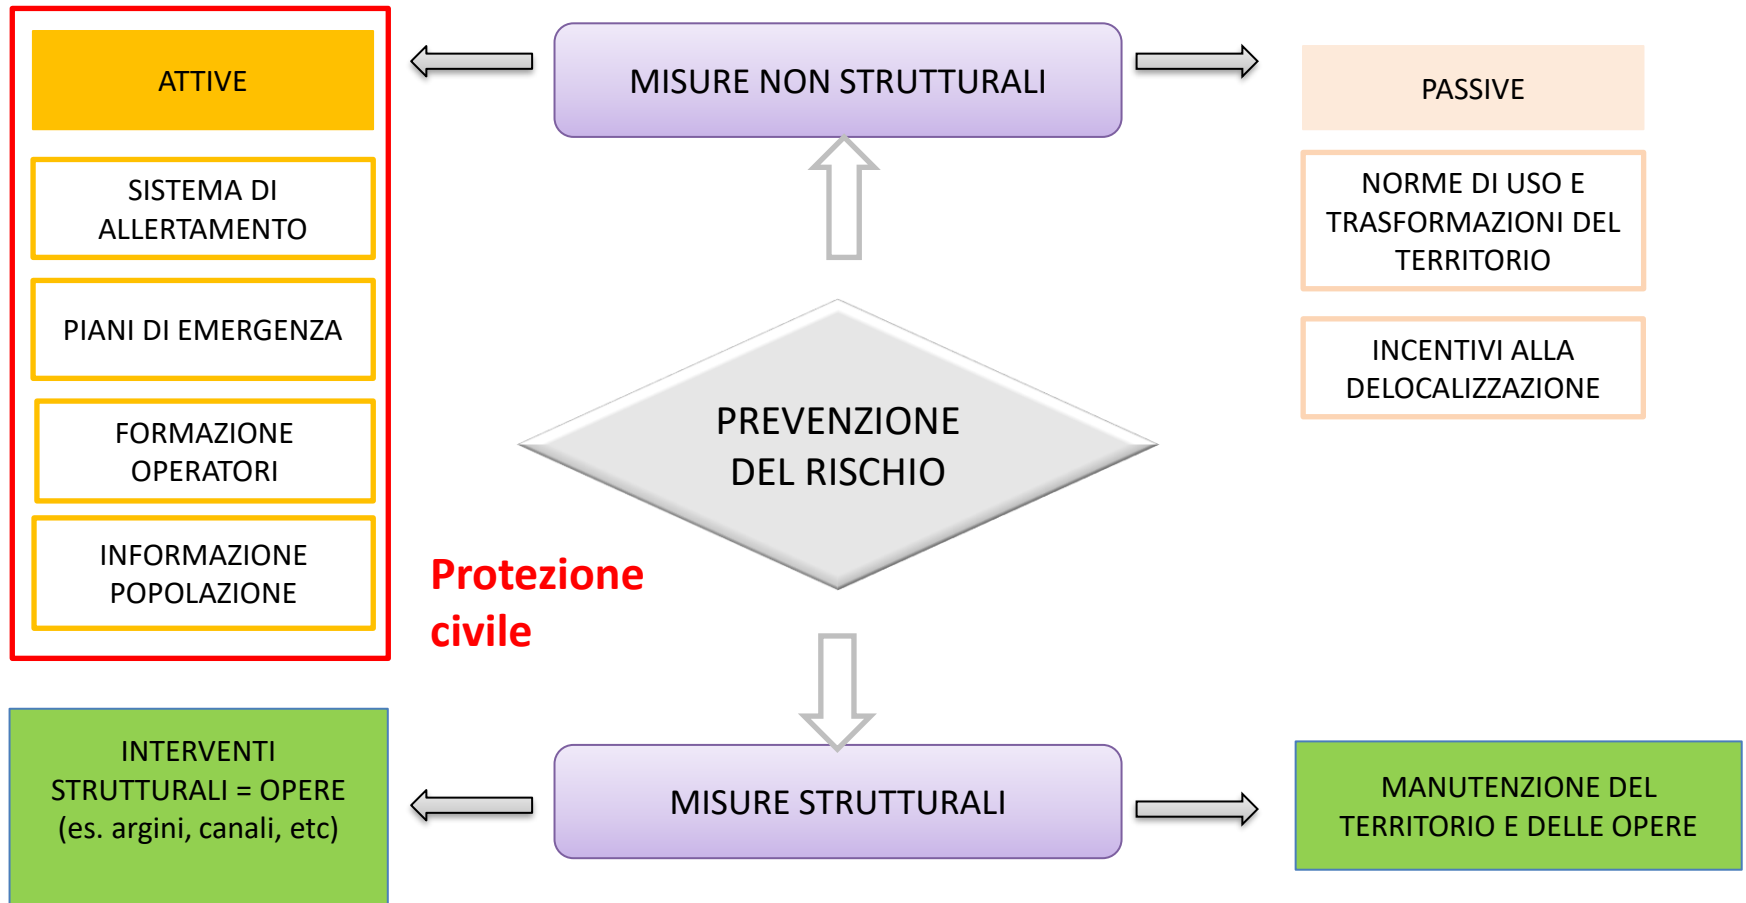 ATTIVE
MISURE NON STRUTTURALI
PASSIVE
SISTEMA DI
ALLERTAMENTO
PIANI DI EMERGENZA
FORMAZIONE
OPERATORI
INFORMAZIONE
POPOLAZIONE
NORME DI USO E
TRASFORMAZIONI DEL
TERRITORIO
INCENTIVI ALLA
DELOCALIZZAZIONE
PREVENZIONE
DEL RISCHIO
Protezione
civile
INTERVENTI
STRUTTURALI = OPERE
(es. argini, canali, etc)
MISURE STRUTTURALI
MANUTENZIONE DEL
TERRITORIO E DELLE OPERE